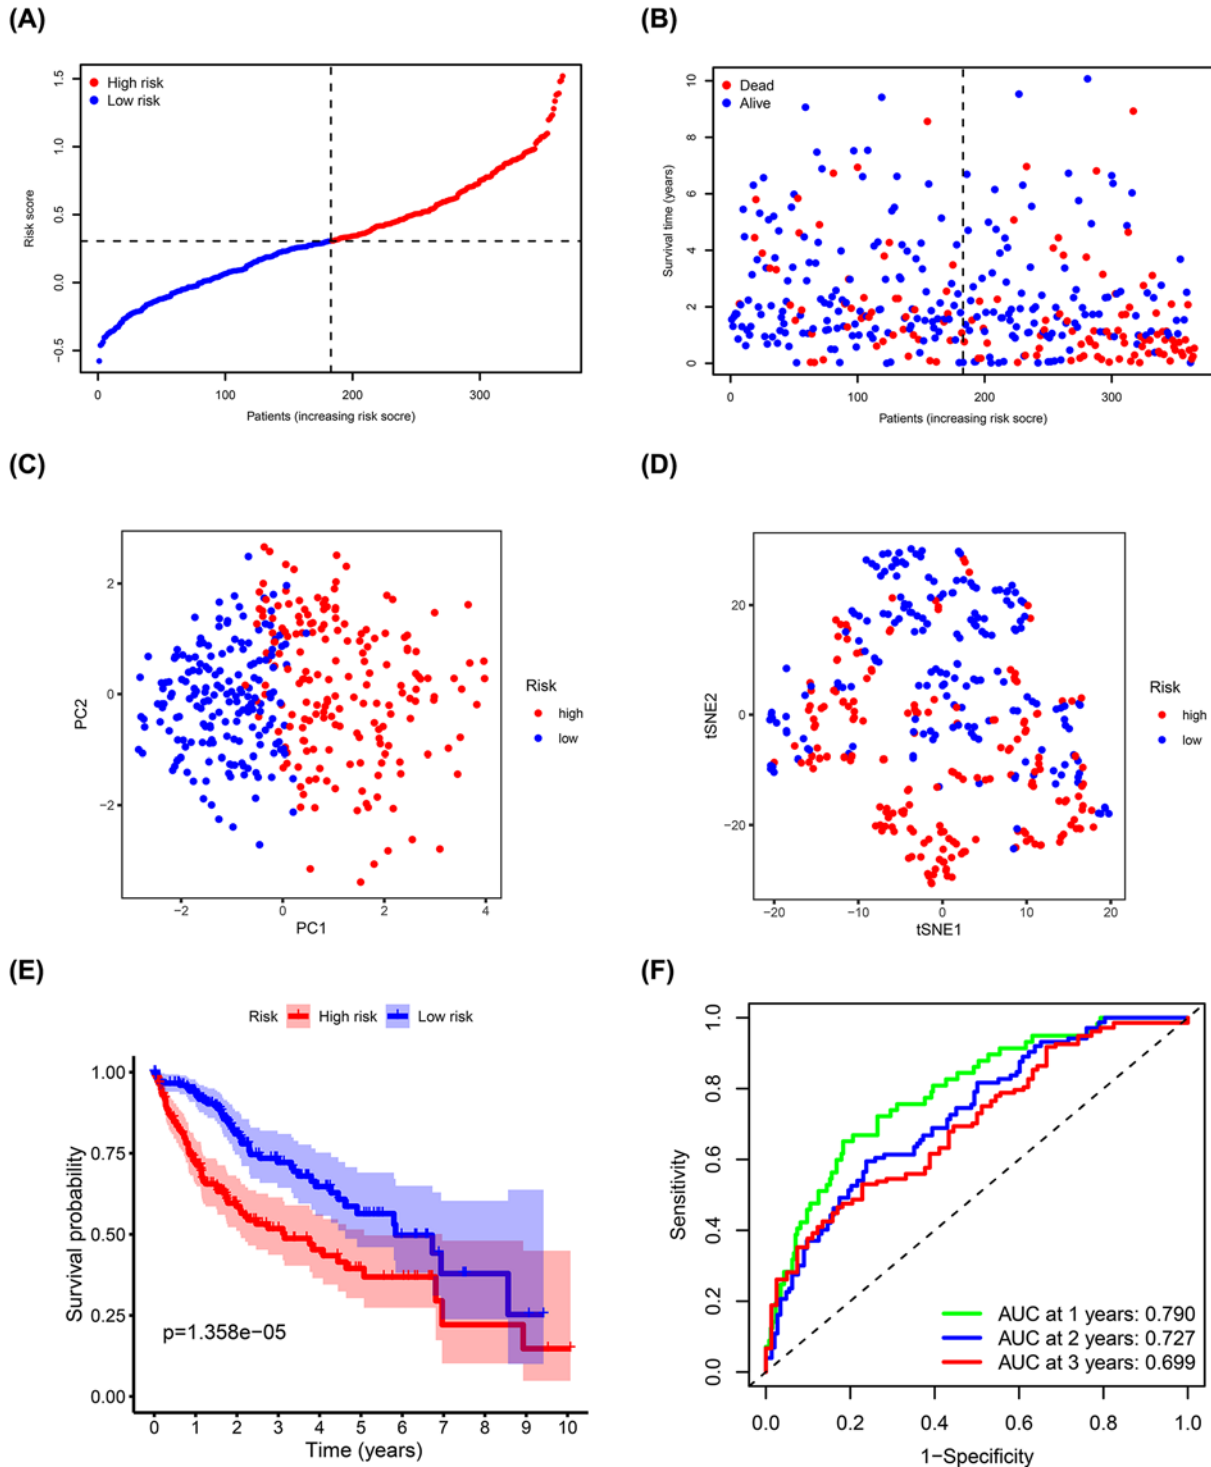 (A)
High risk
Low risk
Risk score
1.5
1.0
0.5
0.0
−0.5
0
100
200
300
Patients (increasing risk socre)
(B)
Dead
Alive
Survival time (years)
10
8
6
4
2
0
0
100
200
300
Patients (increasing risk socre)
(C)
PC2
2
0
−2
−2
0
2
4
PC1
Risk
high
low
(D)
tSNE2
20
0
−20
−20
−10
0
10
20
tSNE1
Risk
high
low
(E)
Risk High risk Low risk
Survival probability
1.00
0.75
0.50
0.25
0.00
p=1.358e−05
0 1 2 3 4 5 6 7 8 9 10
Time (years)
(F)
Sensitivity
1.0
0.8
0.6
0.4
0.2
0.0
AUC at 1 years: 0.790
AUC at 2 years: 0.727
AUC at 3 years: 0.699
0.0 0.2 0.4 0.6 0.8 1.0
1−Specificity